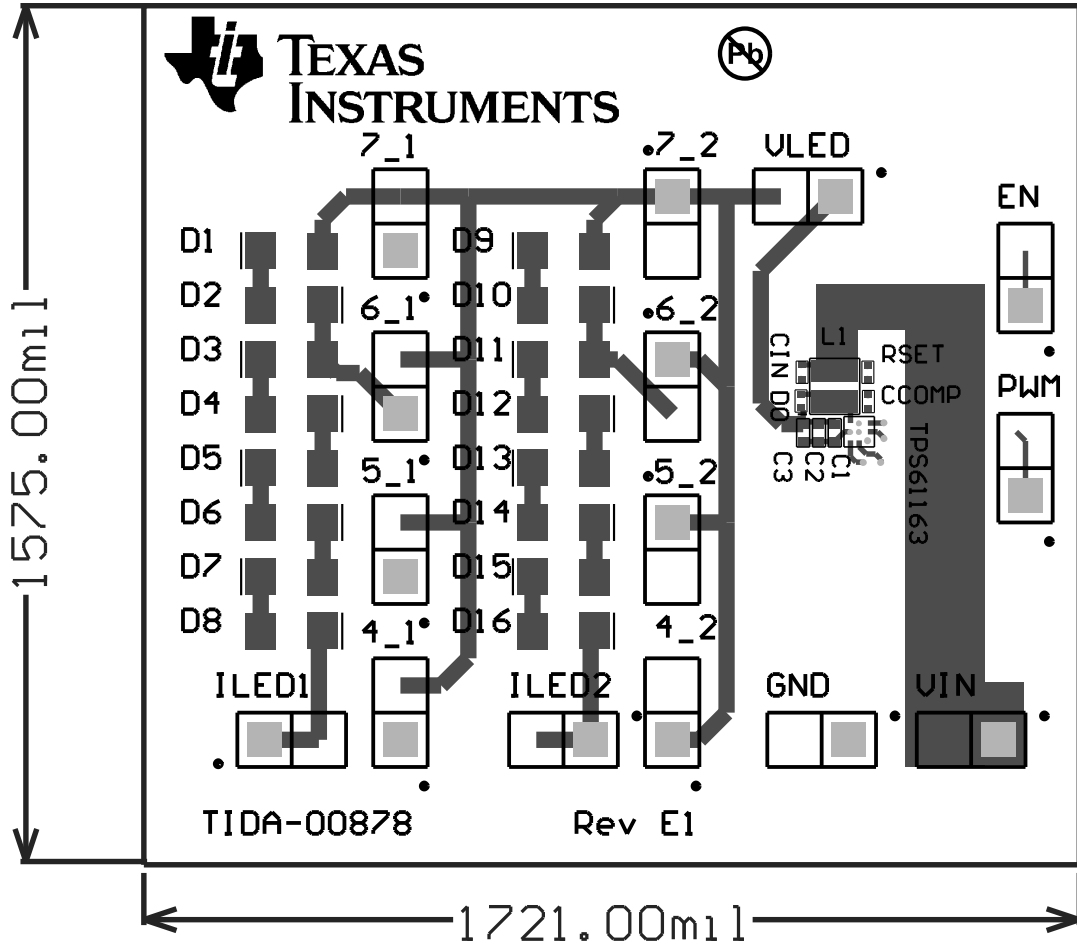 TEXAS
INSTRUMENTS
Pb
7_1
7_2
VLED
EN
D1
D9
D2
D10
6_1
6_2
L1
CIN
RSET
D3
D11
D4
D12
PWM
CCOMP
D0
D5
D13
5_1
5_2
C3
C2
C1
TPS61163
D6
D14
D7
D15
D8
D16
4_1
4_2
ILED1
ILED2
GND
VIN
TIDA-00878
Rev E1
1575.00mil
1721.00mil